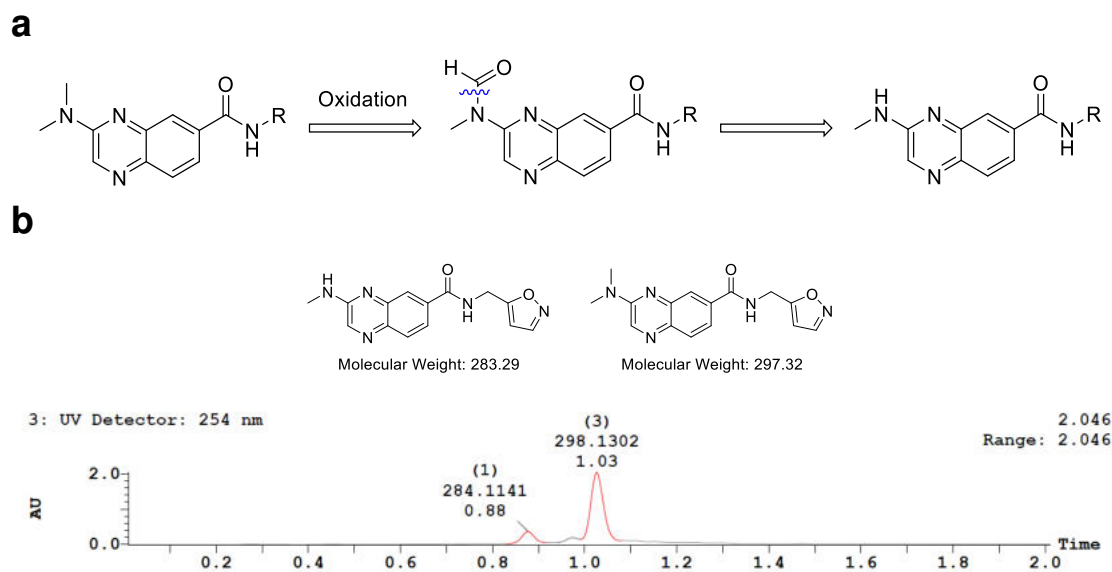 a
H O
N N O
Oxidation
N N H R
N
N N O
N H R
H
N N O
N H R
b
H
N N O
N H O N
Molecular Weight: 283.29
N N O
N H O N
Molecular Weight: 297.32
3: UV Detector: 254 nm
2.046
Range: 2.046
(3)
298.1302
1.03
(1)
284.1141
0.88
AU
2.0
0.0
0.2 0.4 0.6 0.8 1.0 1.2 1.4 1.6 1.8 2.0
Time